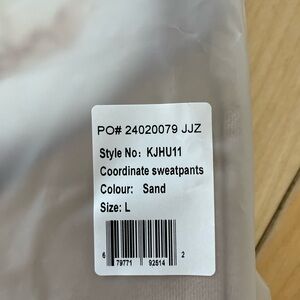 PO# 24020079 JJZ
Style No: KJHU11
Coordinate sweatpants
Colour: Sand
Size: L
6 79771 92514 2